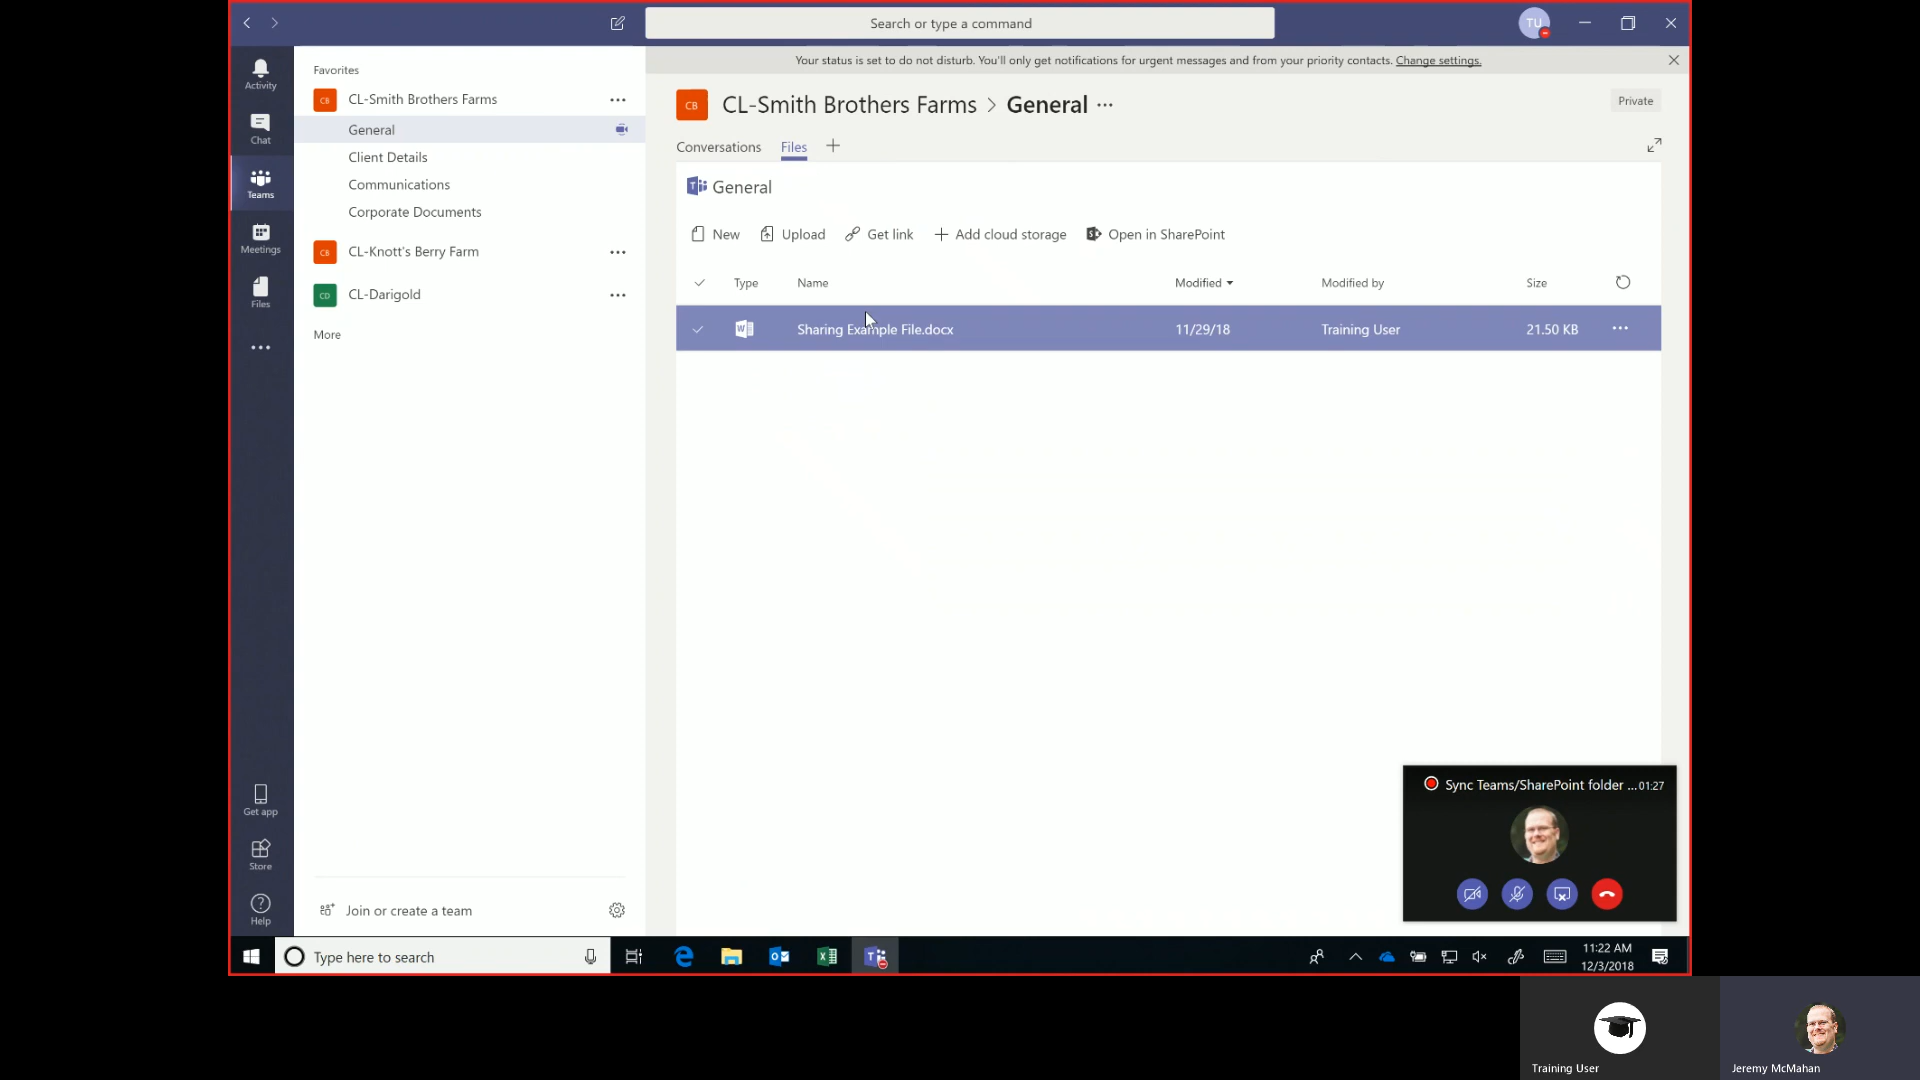 Search or type a command
TU
Activity
Chat
Teams
Meetings
Files
Get app
Store
Help
Favorites
CB CL-Smith Brothers Farms
General
Client Details
Communications
Corporate Documents
CB CL-Knott's Berry Farm
CD CL-Darigold
More
Join or create a team
Your status is set to do not disturb. You'll only get notifications for urgent messages and from your priority contacts. Change settings.
CB CL-Smith Brothers Farms > General ...
Private
Conversations Files +
General
New Upload Get link + Add cloud storage Open in SharePoint
Type Name Modified Modified by Size
Sharing Example File.docx 11/29/18 Training User 21.50 KB
Sync Teams/SharePoint folder ... 01:27
Type here to search
11:22 AM
12/3/2018
Training User
Jeremy McMahan